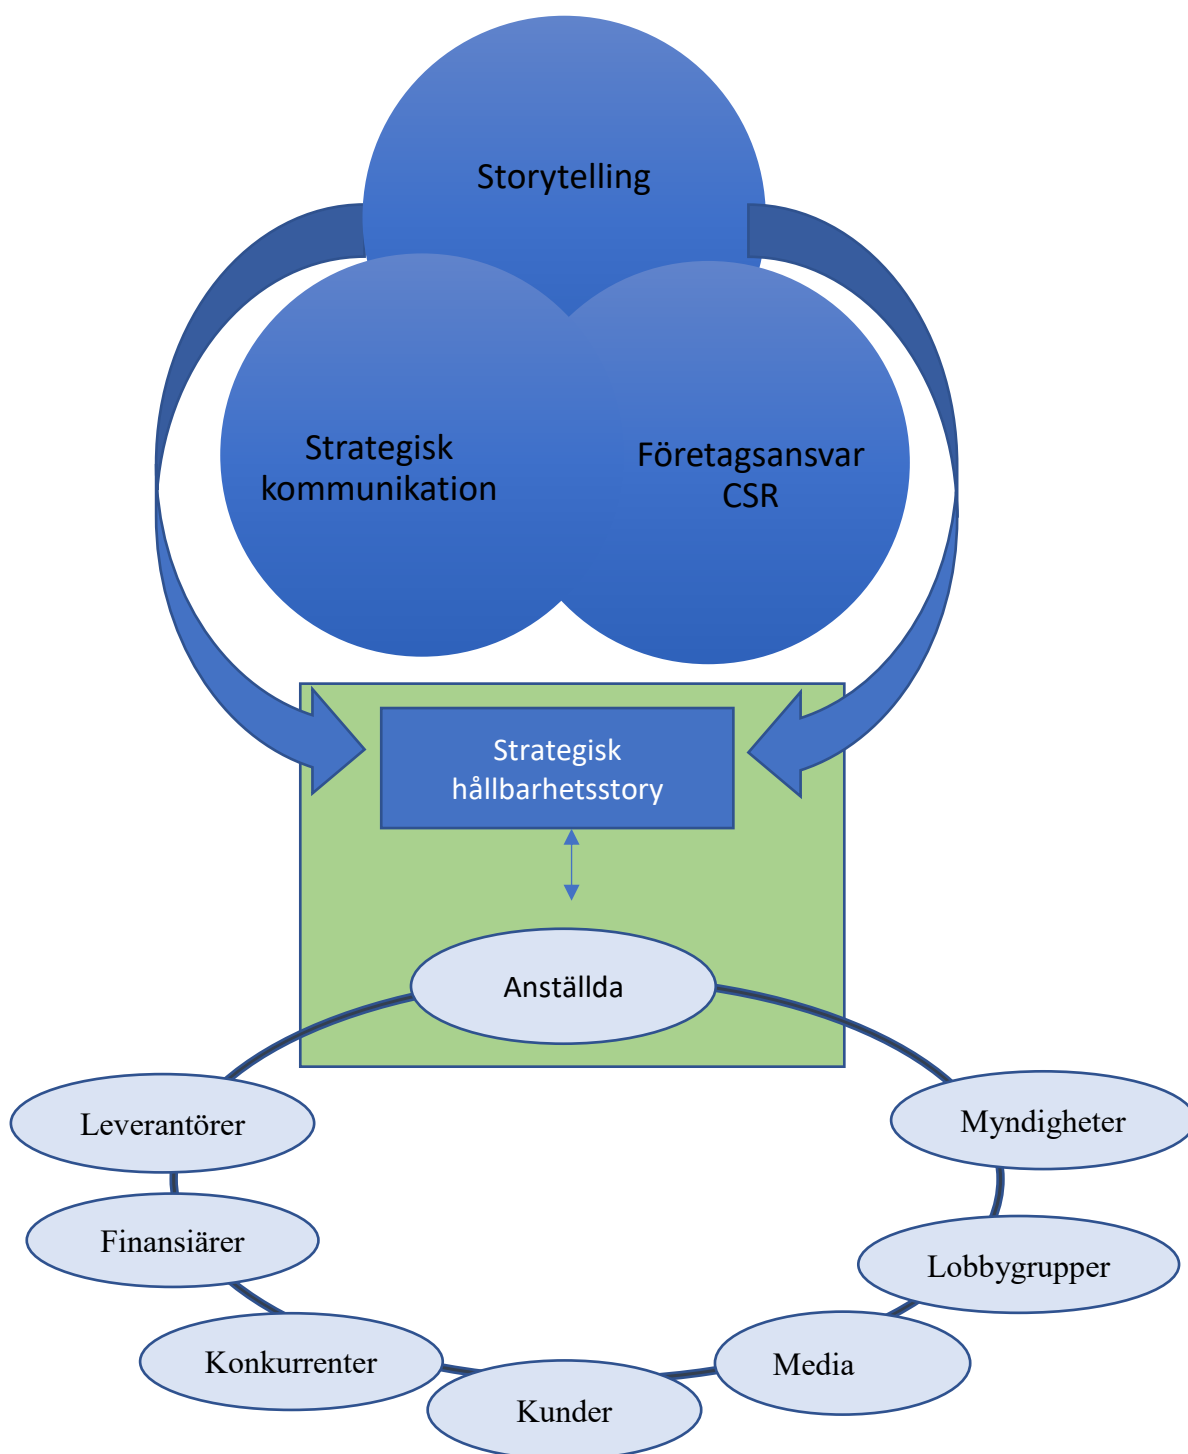 Storytelling
Strategisk
kommunikation
Företagsansvar
CSR
Strategisk
hållbarhetsstory
Anställda
Leverantörer
Myndigheter
Finansiärer
Lobbygrupper
Konkurrenter
Media
Kunder